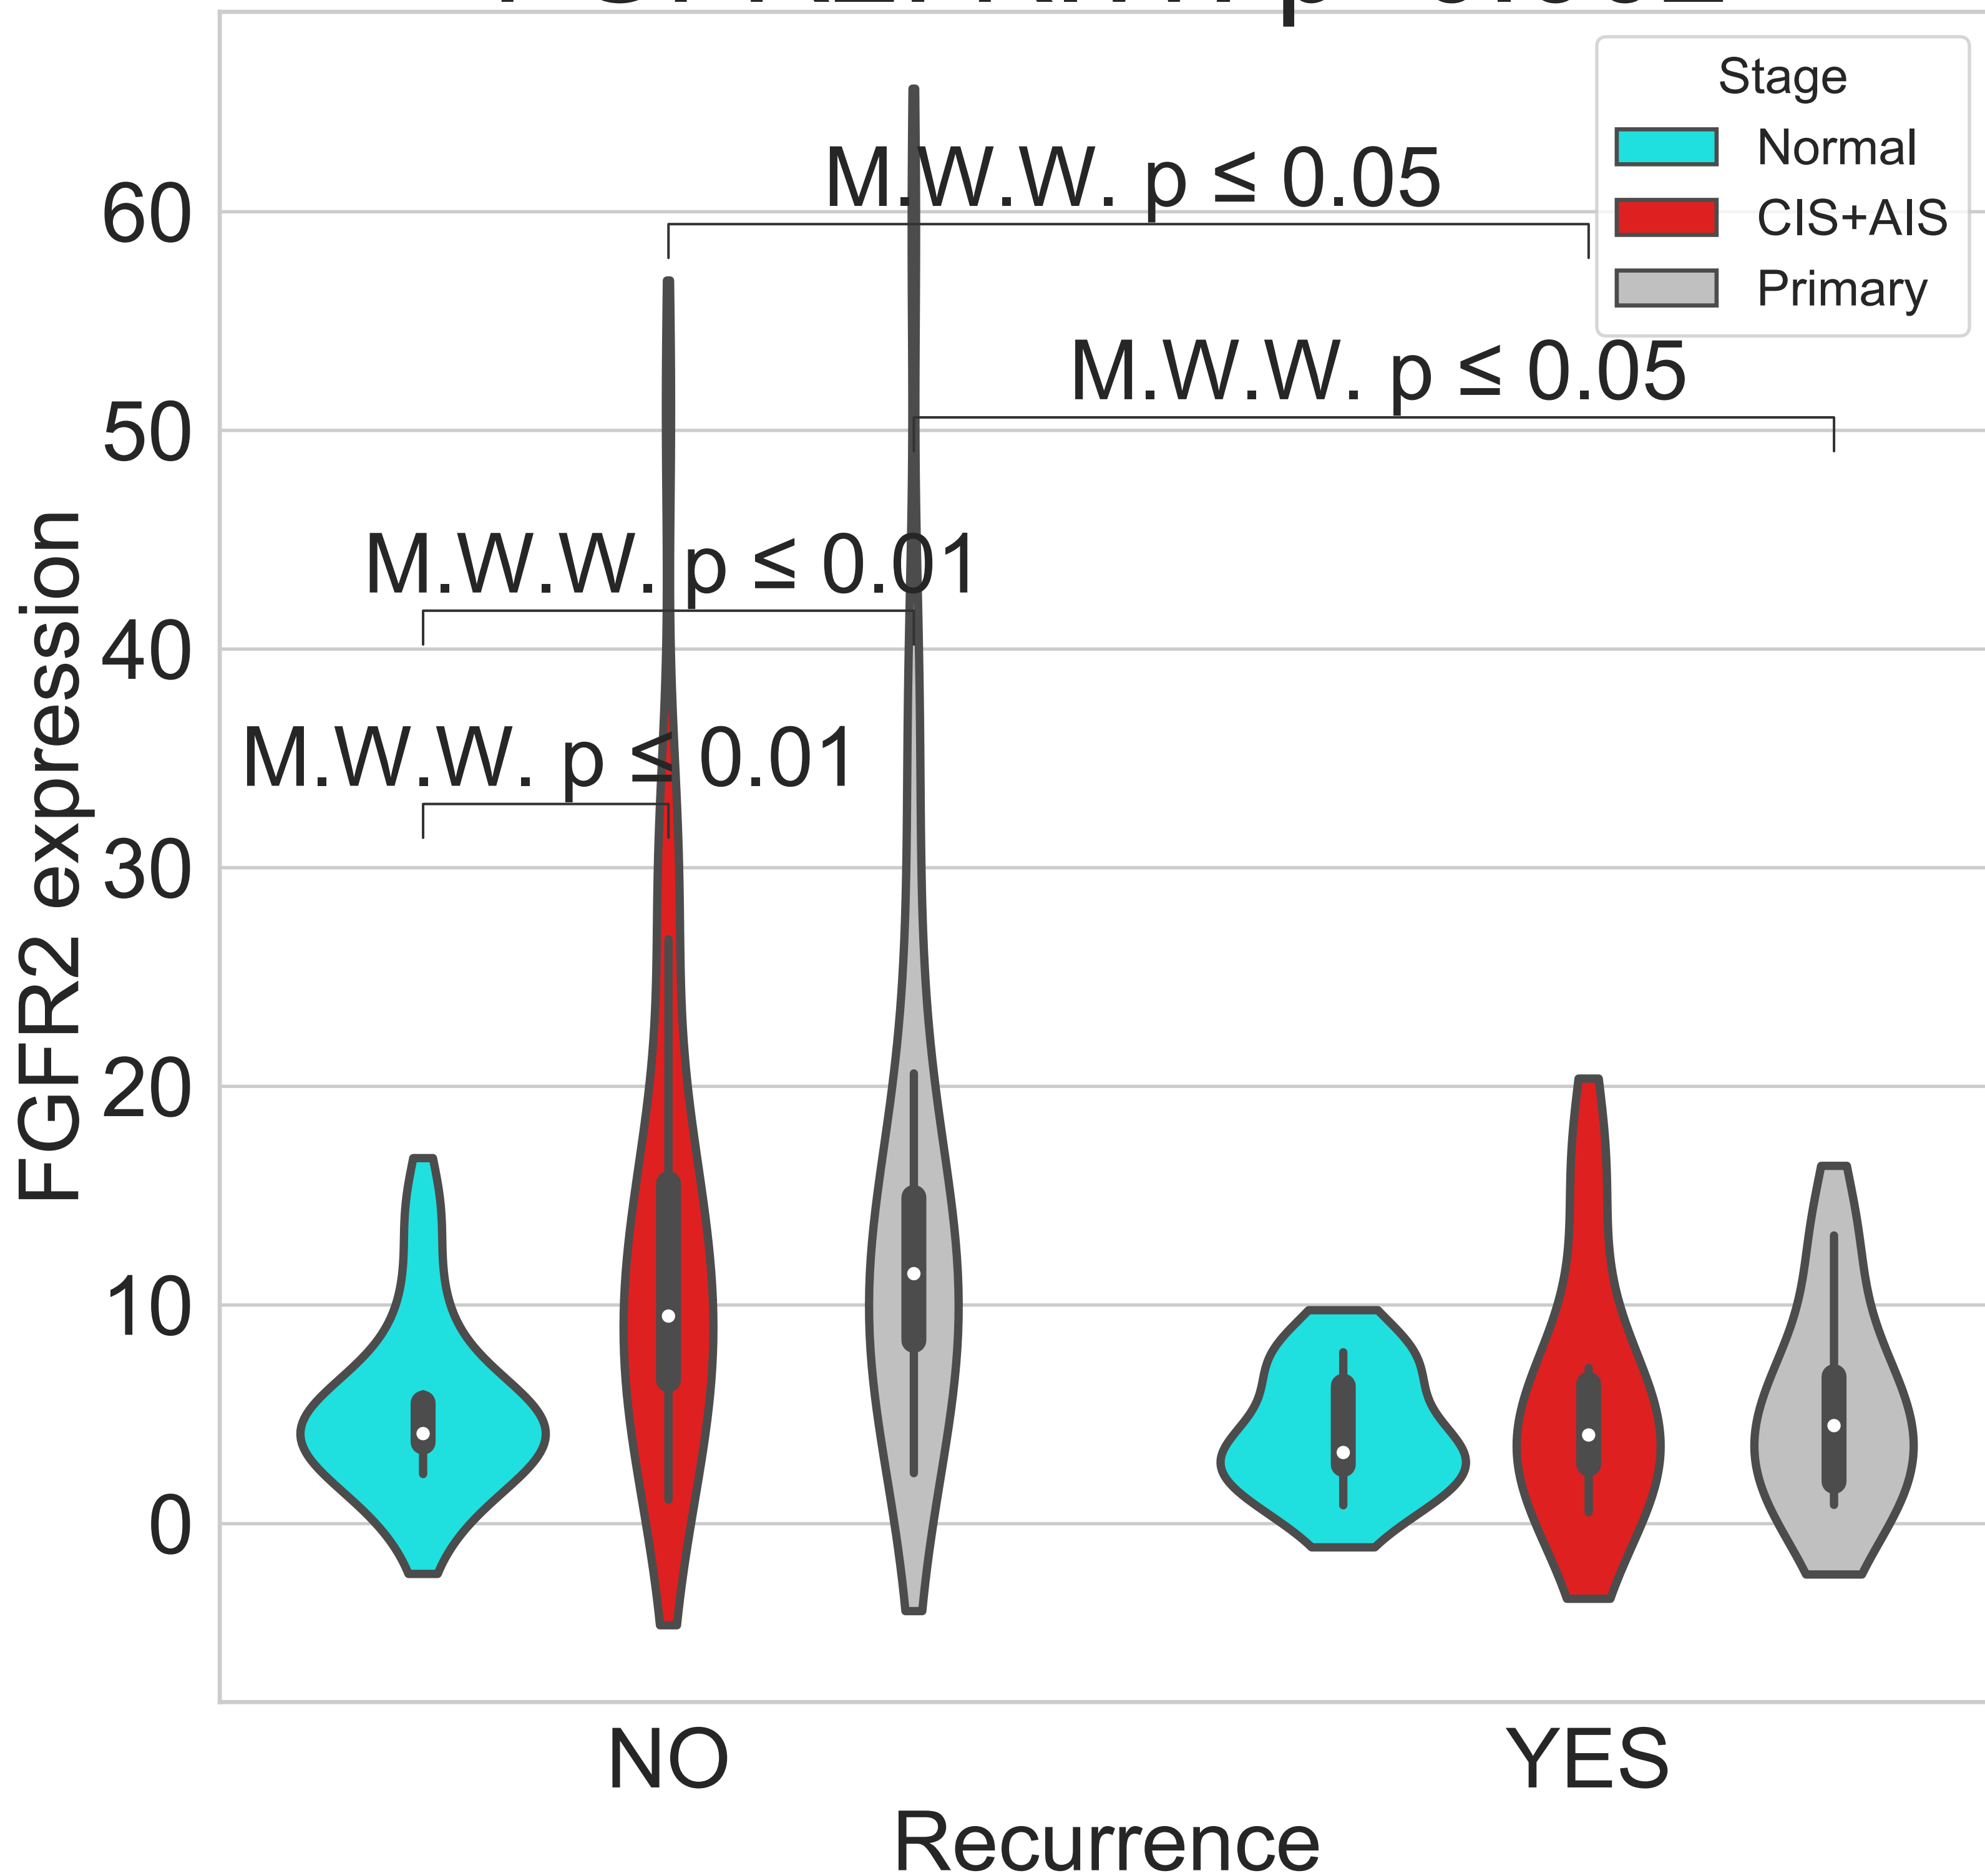 Stage
Normal
CIS+AIS
Primary
M.W.W. p ≤ 0.05
M.W.W. p ≤ 0.05
M.W.W. p ≤ 0.01
M.W.W. p ≤ 0.01
60
50
40
30
20
10
0
FGFR2 expression
NO
YES
Recurrence